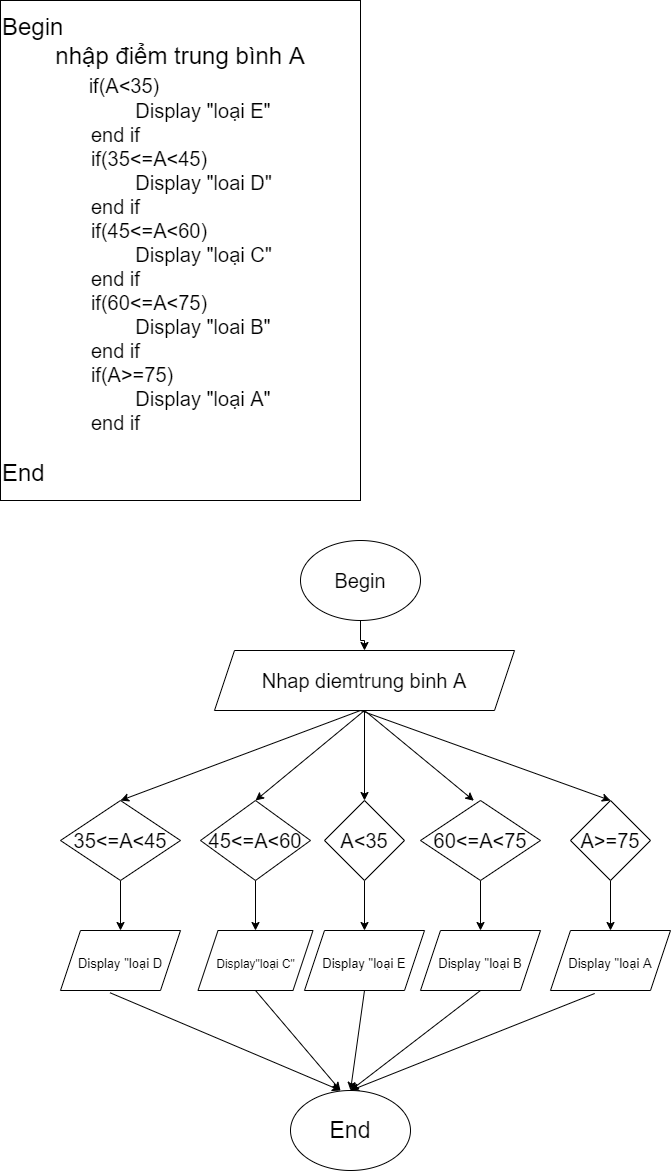 Begin
nhập điểm trung bình A
if(A<35)
Display "loại E"
end if
if(35<=A<45)
Display "loai D"
end if
if(45<=A<60)
Display "loại C"
end if
if(60<=A<75)
Display "loai B"
end if
if(A>=75)
Display "loại A"
end if
End
Begin
Nhap diemtrung binh A
35<=A<45
45<=A<60
A<35
60<=A<75
A>=75
Display "loại D
Display"loại C"
Display "loại E
Display "loại B
Display "loại A
End